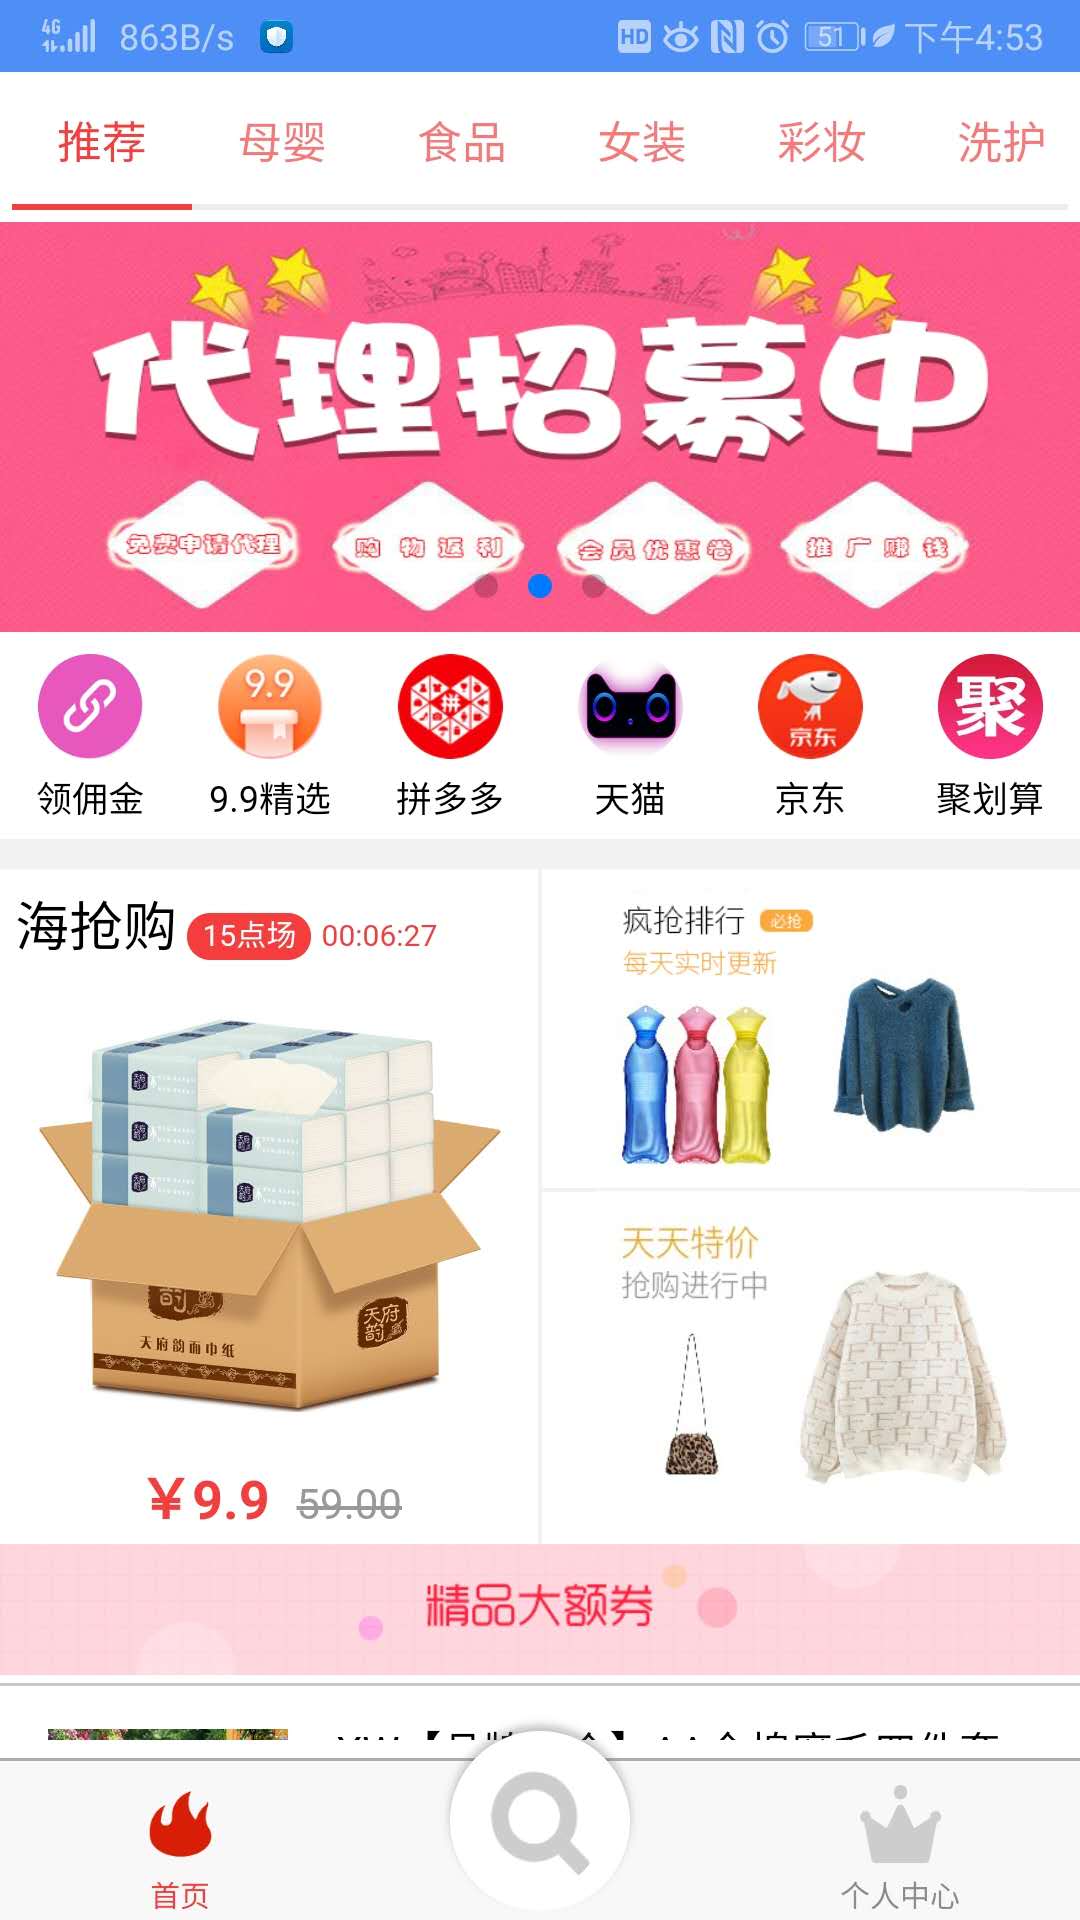 4G 863B/s HD 51 下午4:53
推荐 母婴 食品 女装 彩妆 洗护
代理招募中
免费申请代理 购物返利 会员优惠卷 推广赚钱
9.9 拼 京东 聚
领佣金 9.9精选 拼多多 天猫 京东 聚划算
海抢购 15点场 00:06:27
疯抢排行 必抢
每天实时更新
天府韵
天府韵面巾纸
¥9.9 59.00
天天特价
抢购进行中
精品大额券
首页 个人中心